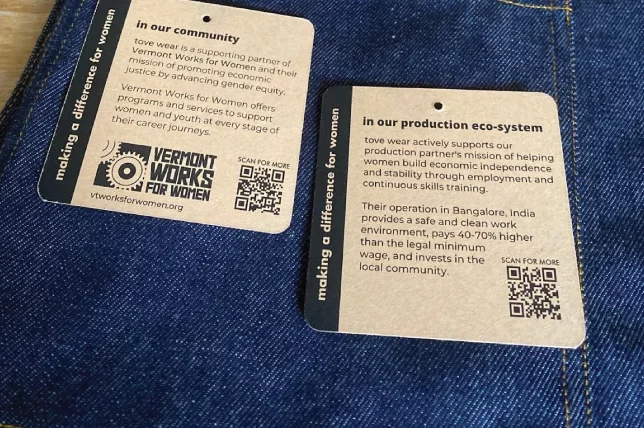 making a difference for women
in our community
tove wear is a supporting partner of
Vermont Works for Women and their
mission of promoting economic
justice by advancing gender equity.
Vermont Works for Women offers
programs and services to support
women and youth at every stage of
their career journeys.
VERMONT
WORKS
FOR WOMEN
SCAN FOR MORE
vtworksforwomen.org
making a difference for women
in our production eco-system
tove wear actively supports our
production partner's mission of helping
women build economic independence
and stability through employment and
continuous skills training.
Their operation in Bangalore, India
provides a safe and clean work
environment, pays 40-70% higher
than the legal minimum
wage, and invests in the
local community.
SCAN FOR MORE